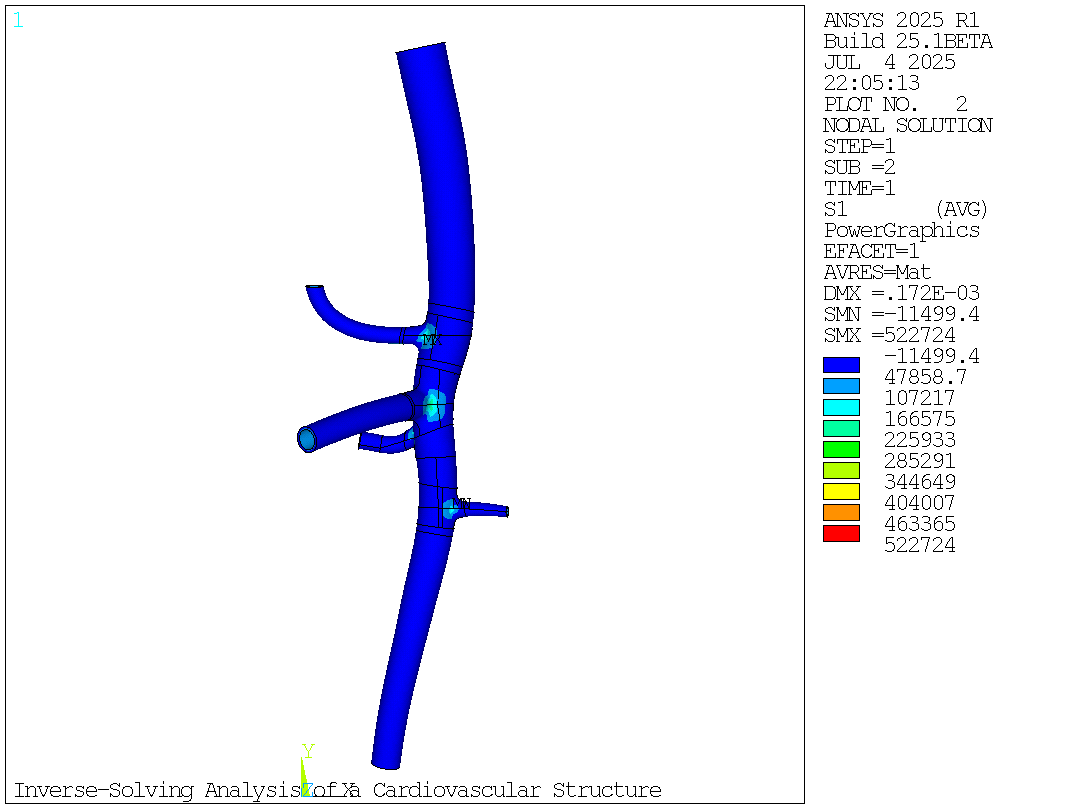 1
ANSYS 2025 R1
Build 25.1BETA
JUL  4 2025
22:05:13
PLOT NO.   2
NODAL SOLUTION
STEP=1
SUB =2
TIME=1
S1       (AVG)
PowerGraphics
EFACET=1
AVRES=Mat
DMX =.172E-03
SMN =-11499.4
SMX =522724
-11499.4
47858.7
107217
166575
225933
285291
344649
404007
463365
522724
MX
MN
Y
Z X
Inverse-Solving Analysis of a Cardiovascular Structure